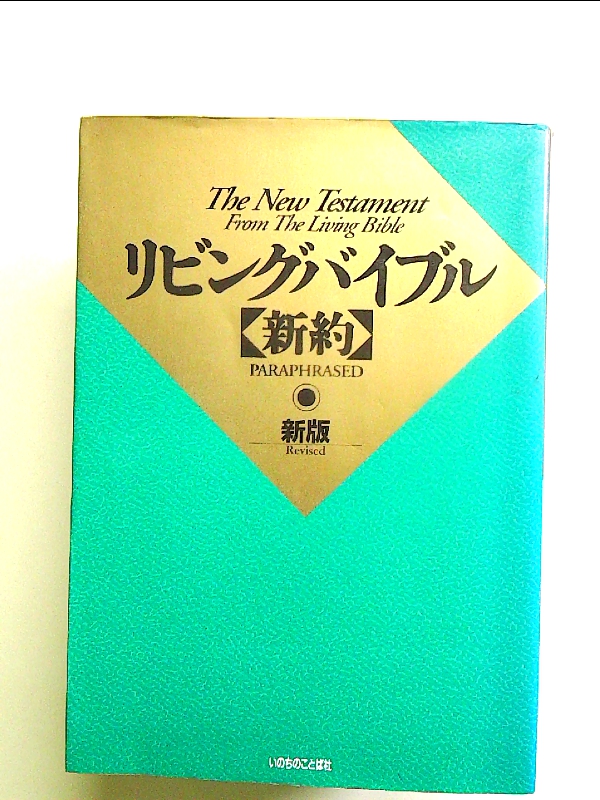 The New Testament
From The Living Bible
リビングバイブル
【新約】
PARAPHRASED
新版
Revised
いのちのことば社